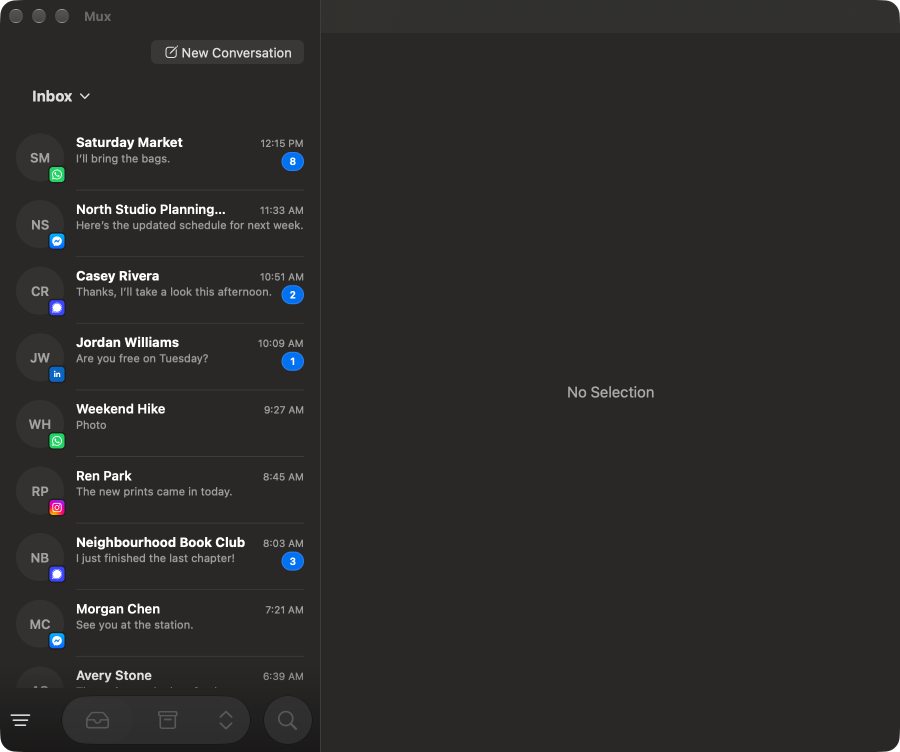 Mux
New Conversation
Inbox
SM
Saturday Market
12:15 PM
I’ll bring the bags.
8
NS
North Studio Planning...
11:33 AM
Here’s the updated schedule for next week.
CR
Casey Rivera
10:51 AM
Thanks, I’ll take a look this afternoon.
2
JW
Jordan Williams
10:09 AM
Are you free on Tuesday?
1
in
WH
Weekend Hike
9:27 AM
Photo
RP
Ren Park
8:45 AM
The new prints came in today.
NB
Neighbourhood Book Club
8:03 AM
I just finished the last chapter!
3
MC
Morgan Chen
7:21 AM
See you at the station.
Avery Stone
6:39 AM
No Selection